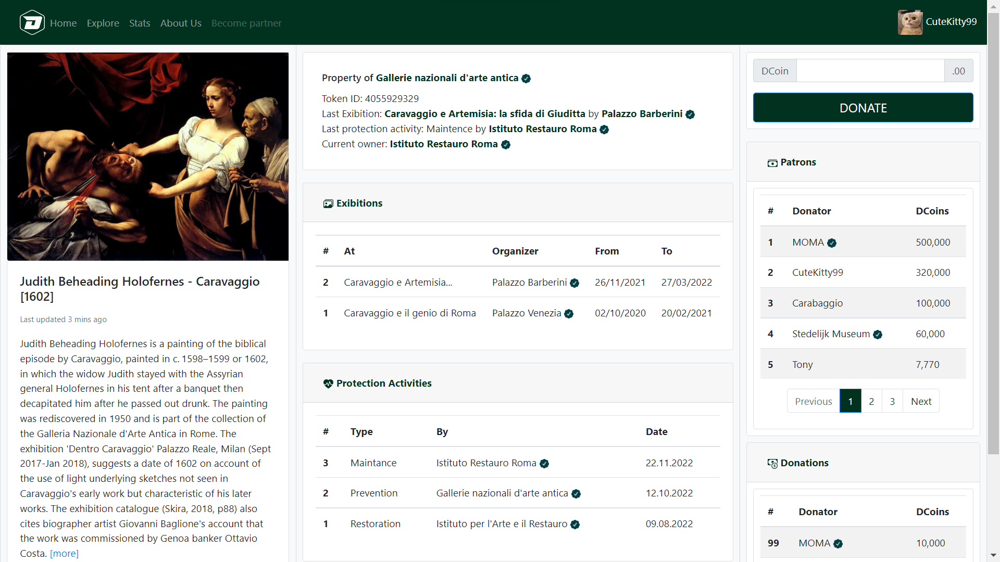 Home Explore Stats About Us Become partner
CuteKitty99
Judith Beheading Holofernes - Caravaggio
[1602]
Last updated 3 mins ago
Judith Beheading Holofernes is a painting of the biblical
episode by Caravaggio, painted in c. 1598–1599 or 1602,
in which the widow Judith stayed with the Assyrian
general Holofernes in his tent after a banquet then
decapitated him after he passed out drunk. The painting
was rediscovered in 1950 and is part of the collection of
the Galleria Nazionale d'Arte Antica in Rome. The
exhibition 'Dentro Caravaggio' Palazzo Reale, Milan (Sept
2017-Jan 2018), suggests a date of 1602 on account of
the use of light underlying sketches not seen in
Caravaggio's early work but characteristic of his later
works. The exhibition catalogue (Skira, 2018, p88) also
cites biographer artist Giovanni Baglione's account that
the work was commissioned by Genoa banker Ottavio
Costa. [more]
Property of Gallerie nazionali d'arte antica
Token ID: 4055929329
Last Exibition: Caravaggio e Artemisia: la sfida di Giuditta by Palazzo Barberini
Last protection activity: Maintence by Istituto Restauro Roma
Current owner: Istituto Restauro Roma
Exibitions
# At Organizer From To
2 Caravaggio e Artemisia... Palazzo Barberini 26/11/2021 27/03/2022
1 Caravaggio e il genio di Roma Palazzo Venezia 02/10/2020 20/02/2021
Protection Activities
# Type By Date
3 Maintance Istituto Restauro Roma 22.11.2022
2 Prevention Gallerie nazionali d'arte antica 12.10.2022
1 Restoration Istituto per l'Arte e il Restauro 09.08.2022
DCoin .00
DONATE
Patrons
# Donator DCoins
1 MOMA 500,000
2 CuteKitty99 320,000
3 Carabaggio 100,000
4 Stedelijk Museum 60,000
5 Tony 7,770
Previous 1 2 3 Next
Donations
# Donator DCoins
99 MOMA 10,000